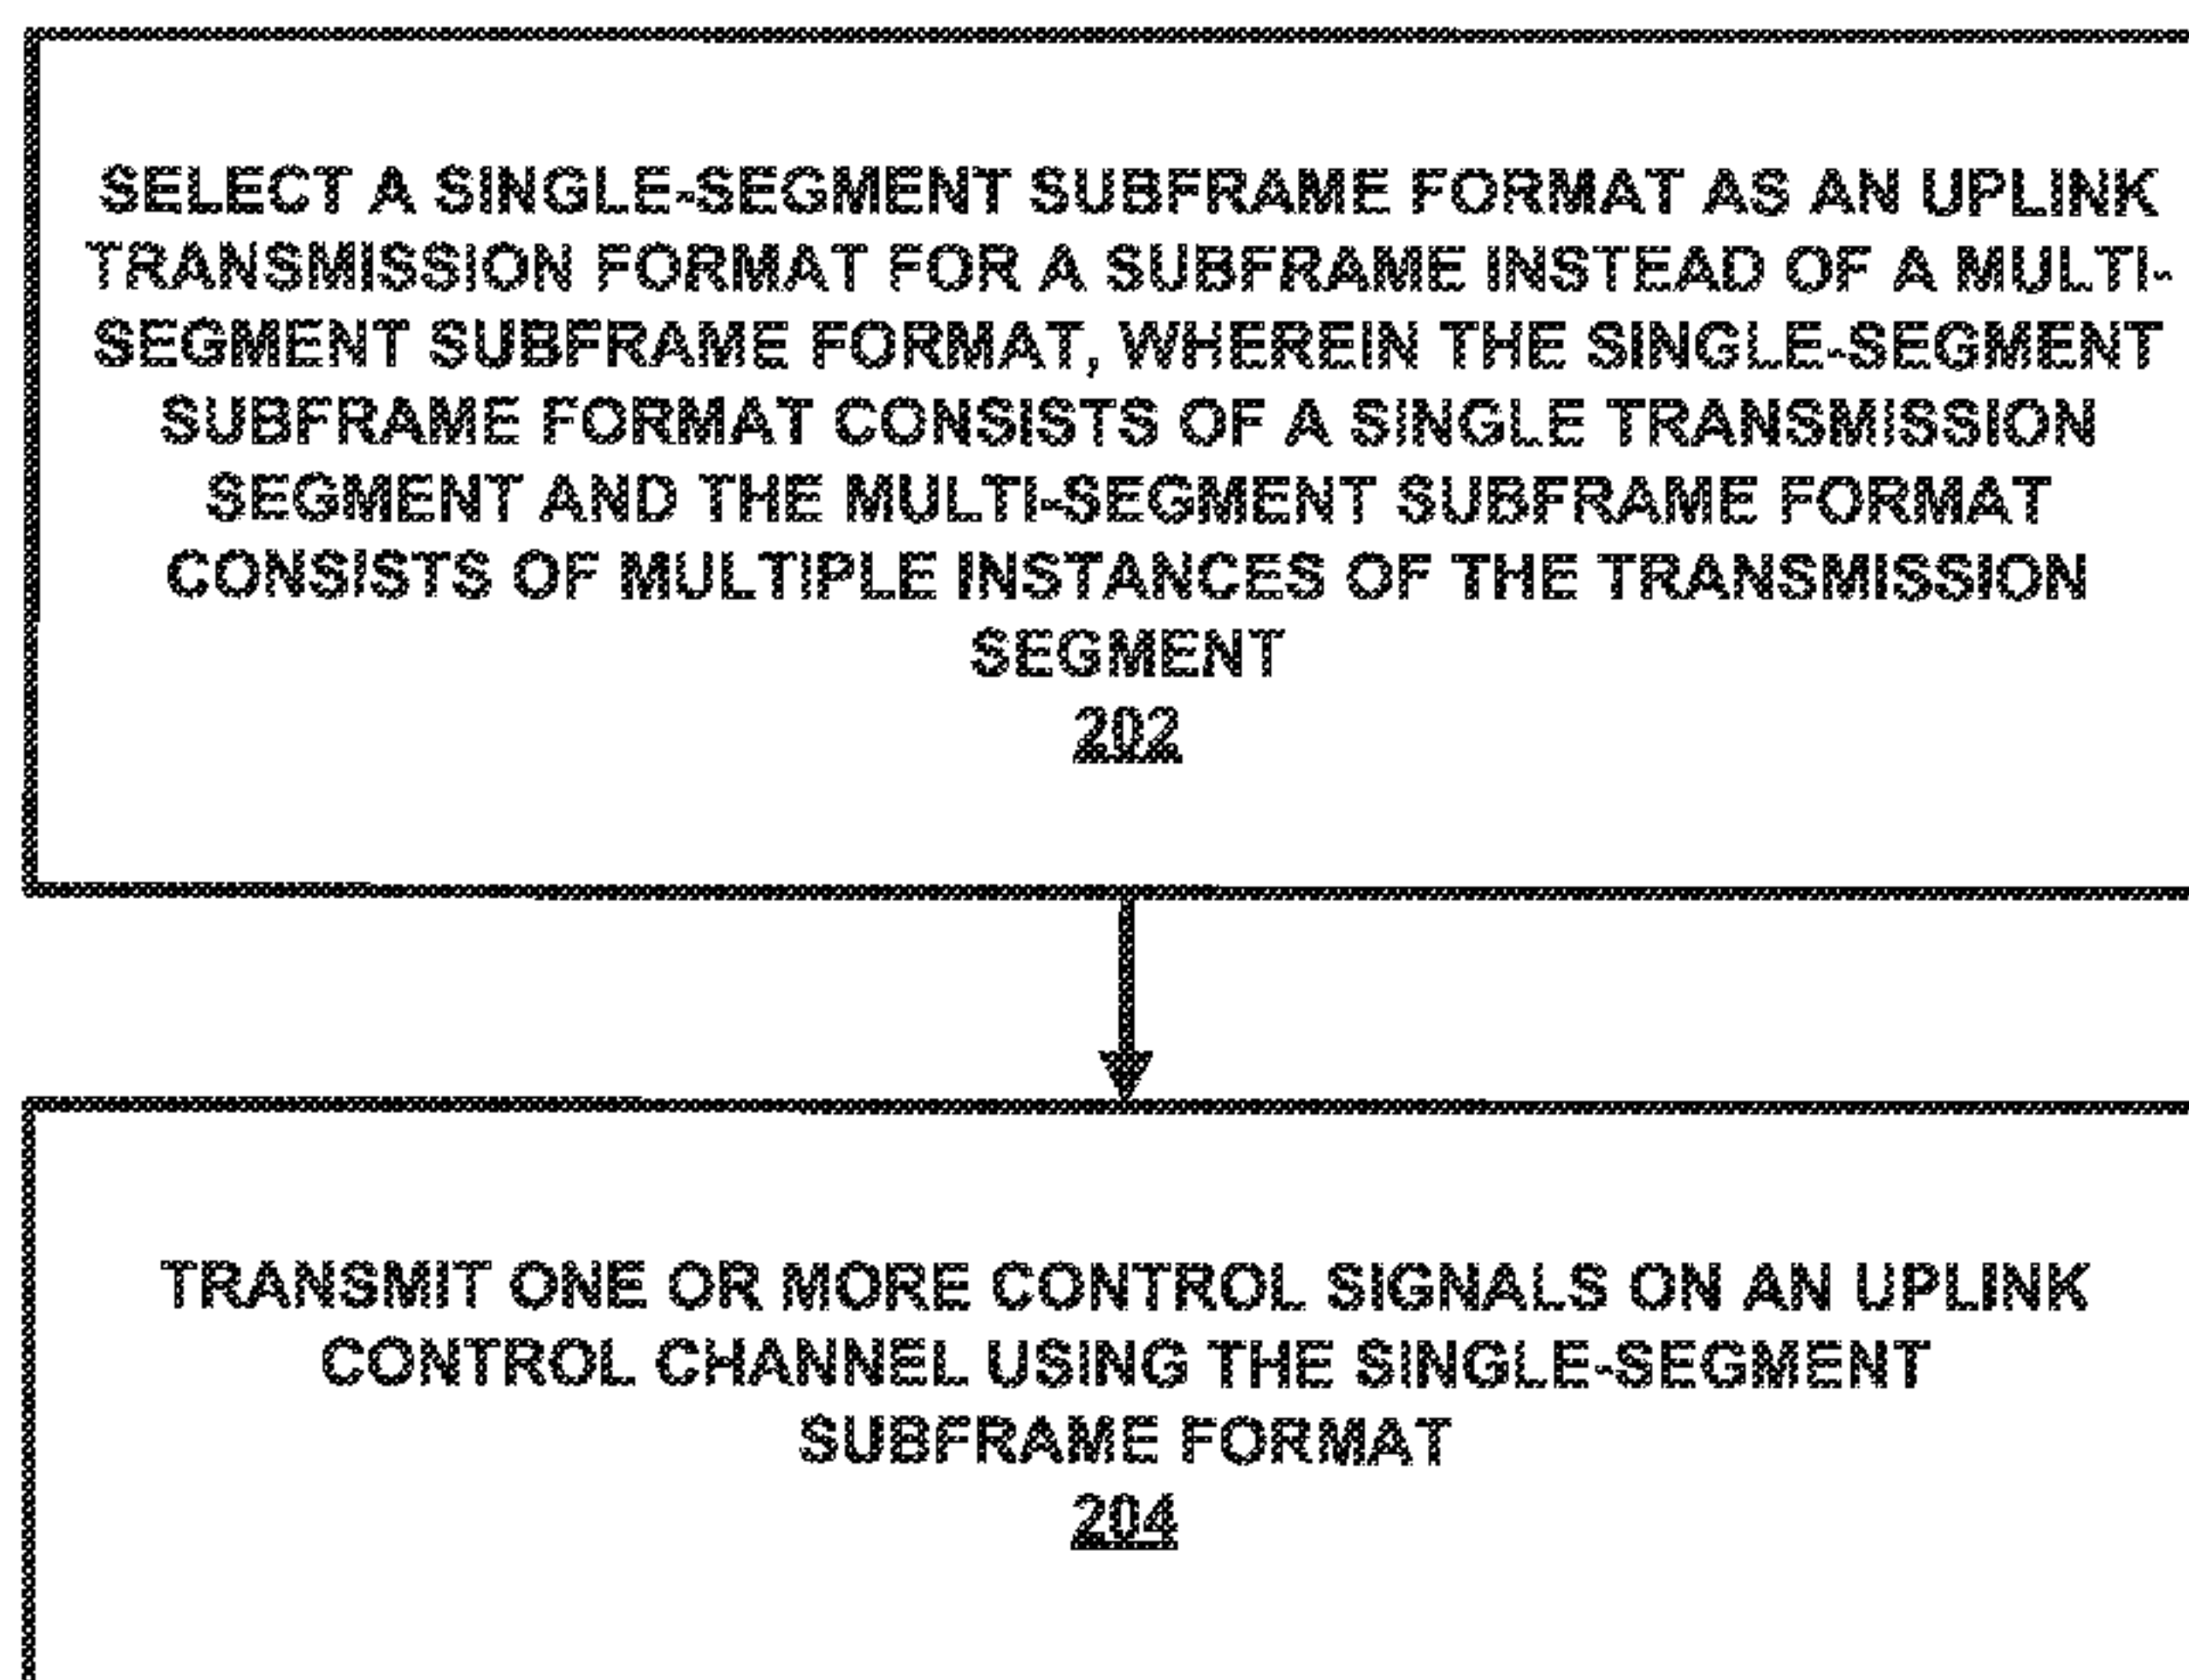 SELECT A SINGLE-SEGMENT SUBFRAME FORMAT AS AN UPLINK
TRANSMISSION FORMAT FOR A SUBFRAME INSTEAD OF A MULTI-
SEGMENT SUBFRAME FORMAT, WHEREIN THE SINGLE-SEGMENT
SUBFRAME FORMAT CONSISTS OF A SINGLE TRANSMISSION
SEGMENT AND THE MULTI-SEGMENT SUBFRAME FORMAT
CONSISTS OF MULTIPLE INSTANCES OF THE TRANSMISSION
SEGMENT
202
TRANSMIT ONE OR MORE CONTROL SIGNALS ON AN UPLINK
CONTROL CHANNEL USING THE SINGLE-SEGMENT
SUBFRAME FORMAT
204